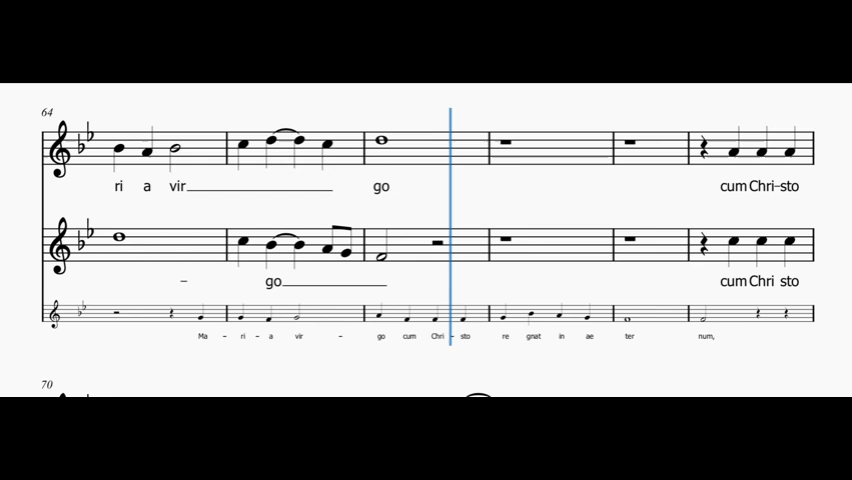 64
ri a vir go cum Chri-sto
- go cum Chri sto
Ma - ri - a vir - go cum Chri - sto re gnat in ae ter num,
70